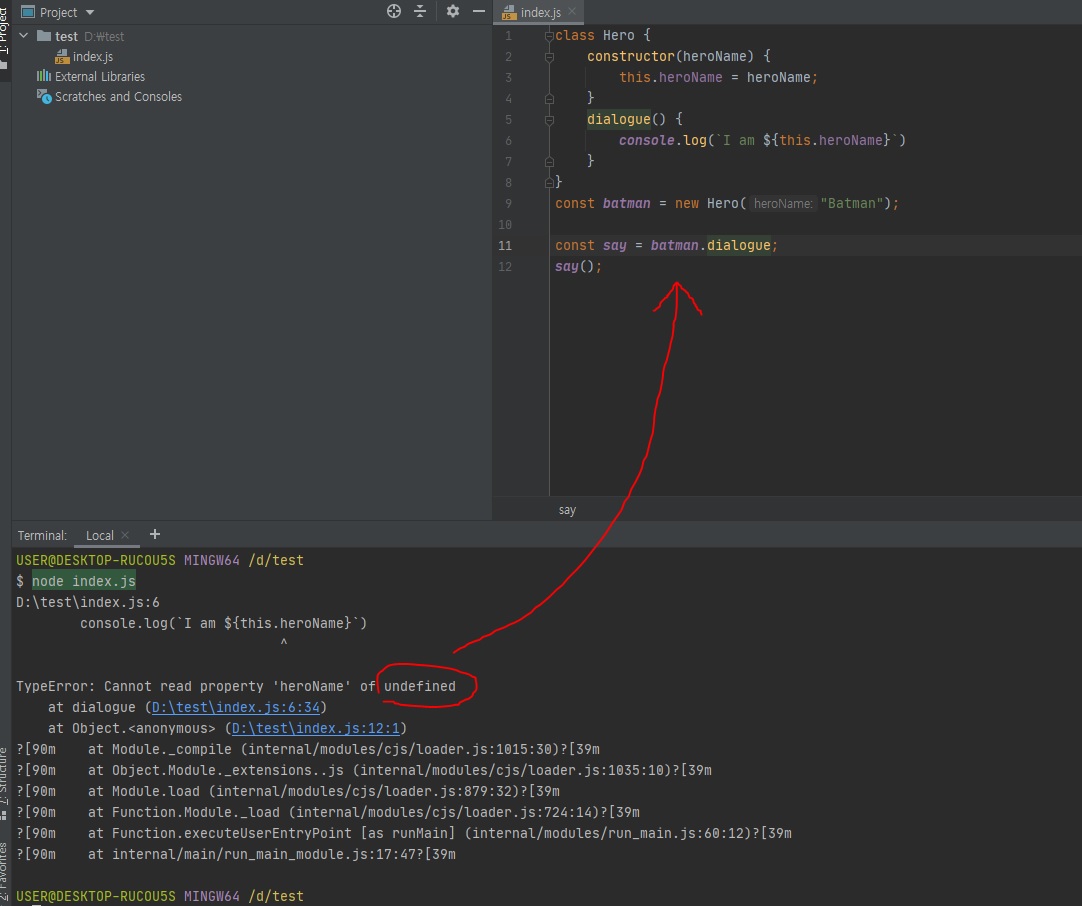 Project
index.js
1: Project
test D:\test
index.js
External Libraries
Scratches and Consoles
1 class Hero {
2 constructor(heroName) {
3 this.heroName = heroName;
4 }
5 dialogue() {
6 console.log(`I am ${this.heroName}`)
7 }
8 }
9 const batman = new Hero( heroName: "Batman");
10
11 const say = batman.dialogue;
12 say();
say
Terminal: Local +
USER@DESKTOP-RUCOU5S MINGW64 /d/test
$ node index.js
D:\test\index.js:6
console.log(`I am ${this.heroName}`)
^
TypeError: Cannot read property 'heroName' of undefined
at dialogue (D:\test\index.js:6:34)
at Object.<anonymous> (D:\test\index.js:12:1)
?[90m at Module._compile (internal/modules/cjs/loader.js:1015:30)?[39m
?[90m at Object.Module._extensions..js (internal/modules/cjs/loader.js:1035:10)?[39m
?[90m at Module.load (internal/modules/cjs/loader.js:879:32)?[39m
?[90m at Function.Module._load (internal/modules/cjs/loader.js:724:14)?[39m
?[90m at Function.executeUserEntryPoint [as runMain] (internal/modules/run_main.js:60:12)?[39m
?[90m at internal/main/run_main_module.js:17:47?[39m
USER@DESKTOP-RUCOU5S MINGW64 /d/test
Z: Structure
2: Favorites